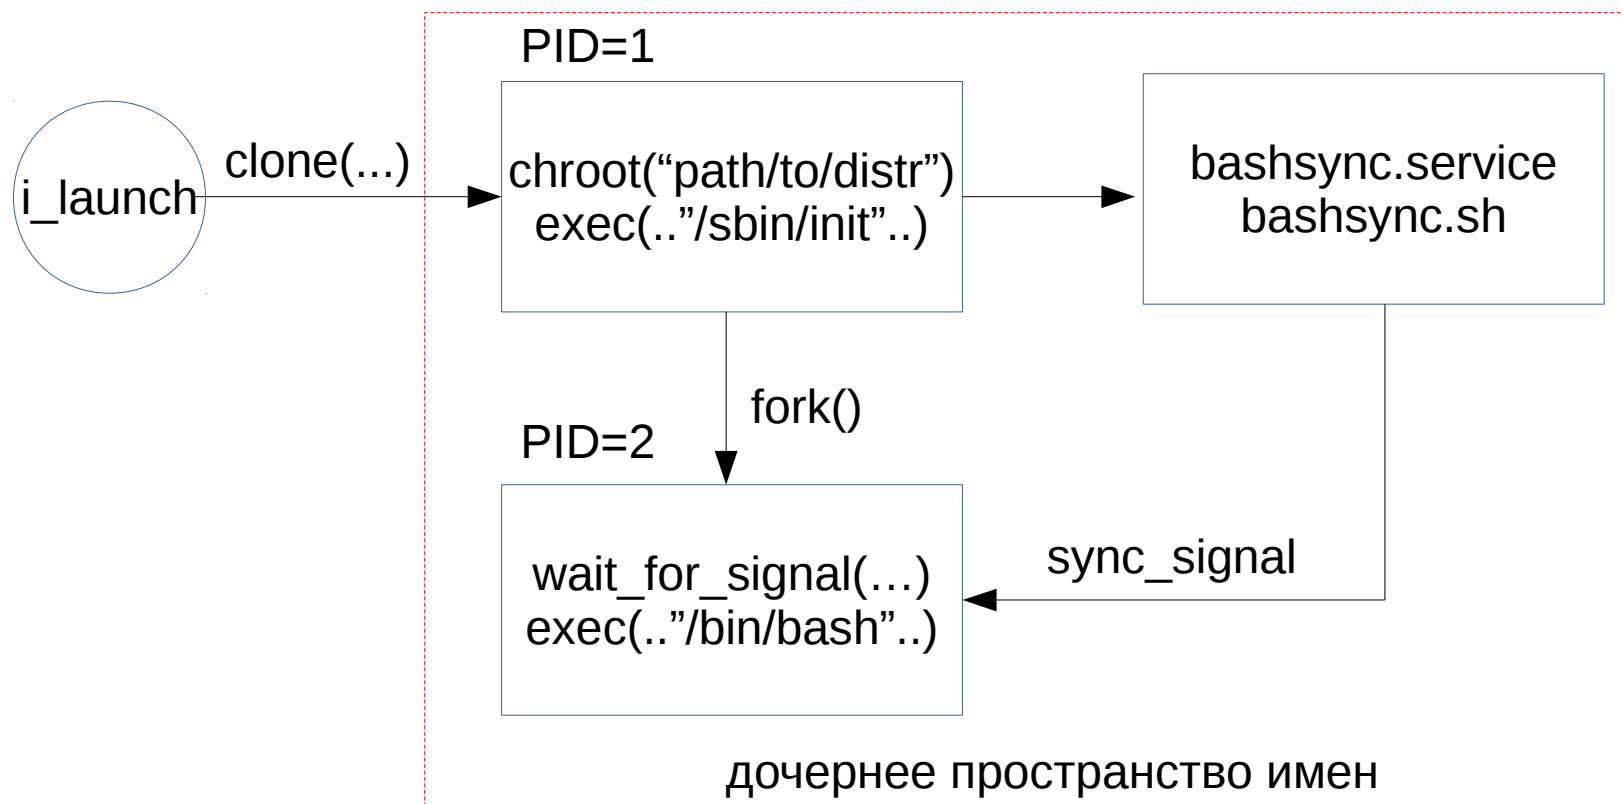 PID=1
i_launch
clone(...)
chroot(“path/to/distr”)
exec(..”/sbin/init”..)
bashsync.service
bashsync.sh
fork()
PID=2
wait_for_signal(…)
exec(..”/bin/bash”..)
sync_signal
дочернее пространство имен